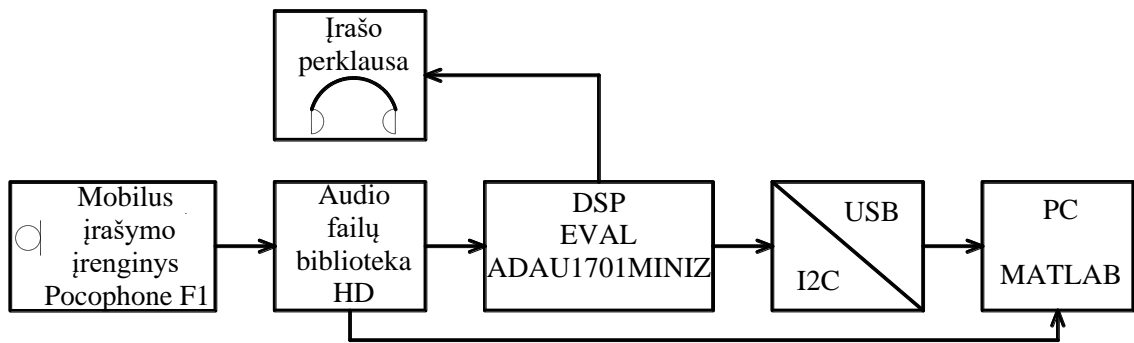 Įrašo
perklausa
Mobilus
įrašymo
įrenginys
Pocophone F1
Audio
failų
biblioteka
HD
DSP
EVAL
ADAU1701MINIZ
USB
I2C
PC
MATLAB